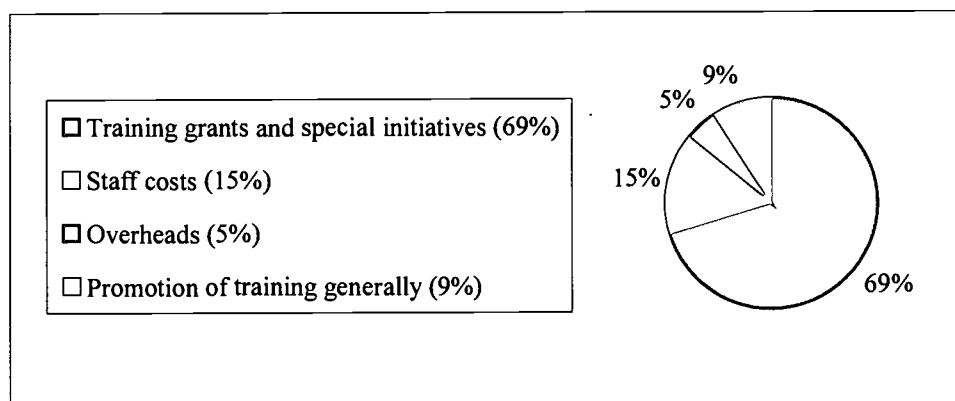 Training grants and special initiatives (69%)
Staff costs (15%)
Overheads (5%)
Promotion of training generally (9%)
9%
5%
15%
69%